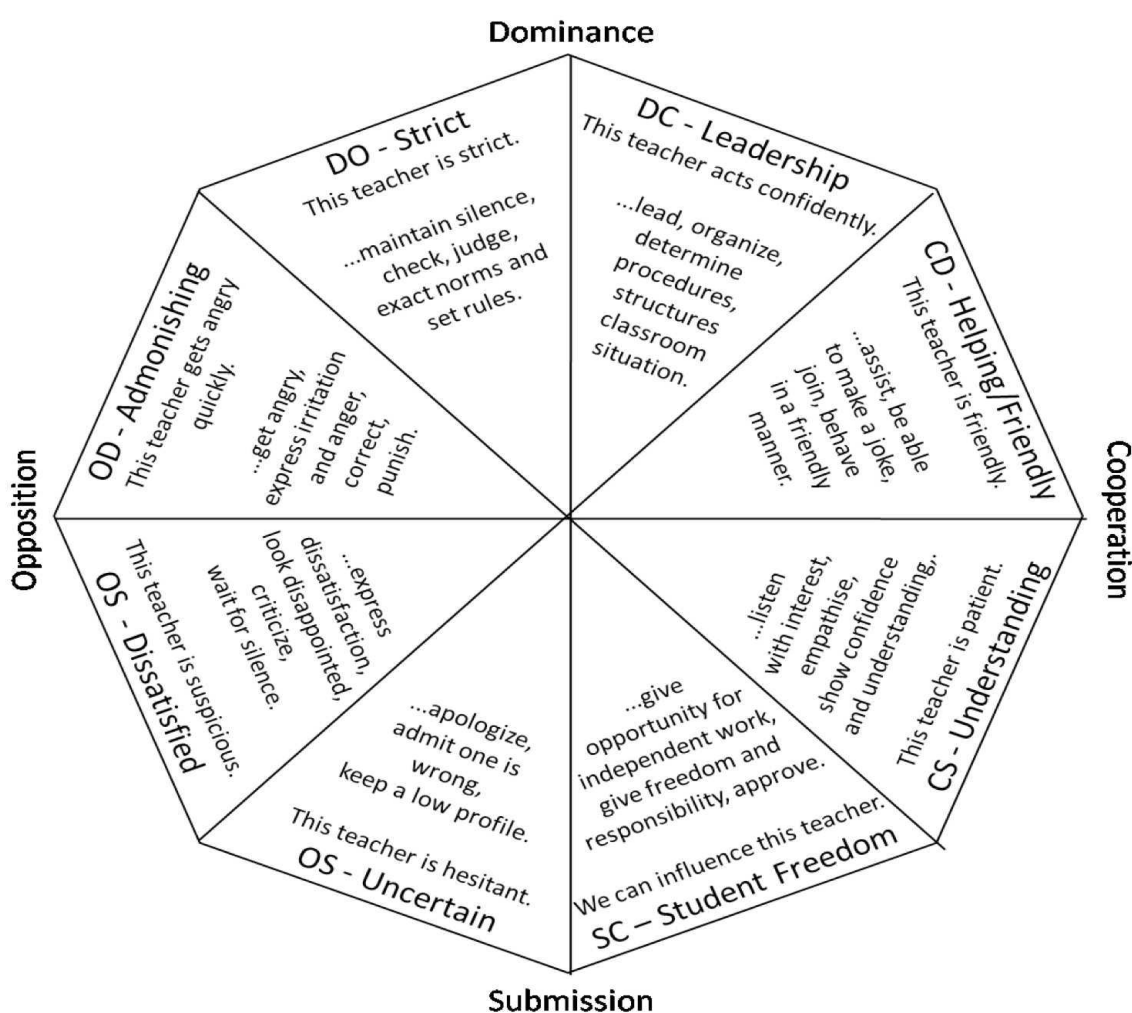 Dominance
DO - Strict
This teacher is strict.
...maintain silence,
check, judge,
exact norms and
set rules.
DC - Leadership
This teacher acts confidently.
...lead, organize,
determine
procedures,
structures
classroom
situation.
CD - Helping/Friendly
This teacher is friendly.
...assist, be able
to make a joke,
join, behave
in a friendly
manner.
Cooperation
CS - Understanding
This teacher is patient.
...listen
with interest,
empathise,
show confidence
and understanding,.
SC – Student Freedom
We can influence this teacher.
...give
opportunity for
independent work,
give freedom and
responsibility, approve.
Submission
OS - Uncertain
This teacher is hesitant.
...apologize,
admit one is
wrong,
keep a low profile.
OS - Dissatisfied
This teacher is suspicious.
...express
dissatisfaction,
look disappointed,
criticize,
wait for silence.
Opposition
OD - Admonishing
This teacher gets angry
quickly.
...get angry,
express irritation
and anger,
correct,
punish.